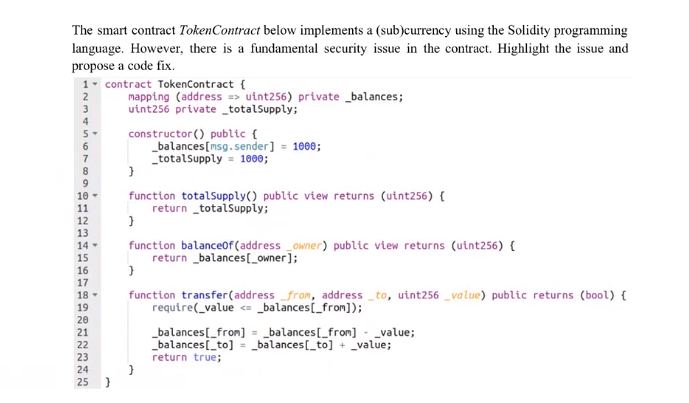 The smart contract TokenContract below implements a (sub)currency using the Solidity programming
language. However, there is a fundamental security issue in the contract. Highlight the issue and
propose a code fix.
1 contract TokenContract {
2 mapping (address => uint256) private _balances;
3 uint256 private _totalSupply;
4
5 constructor() public {
6 _balances[msg.sender] = 1000;
7 _totalSupply = 1000;
8 }
9
10 function totalSupply() public view returns (uint256) {
11 return _totalSupply;
12 }
13
14 function balanceOf(address _owner) public view returns (uint256) {
15 return _balances[_owner];
16 }
17
18 function transfer(address _from, address _to, uint256 _value) public returns (bool) {
19 require(_value <= _balances[_from]);
20
21 _balances[_from] = _balances[_from] - _value;
22 _balances[_to] = _balances[_to] + _value;
23 return true;
24 }
25 }